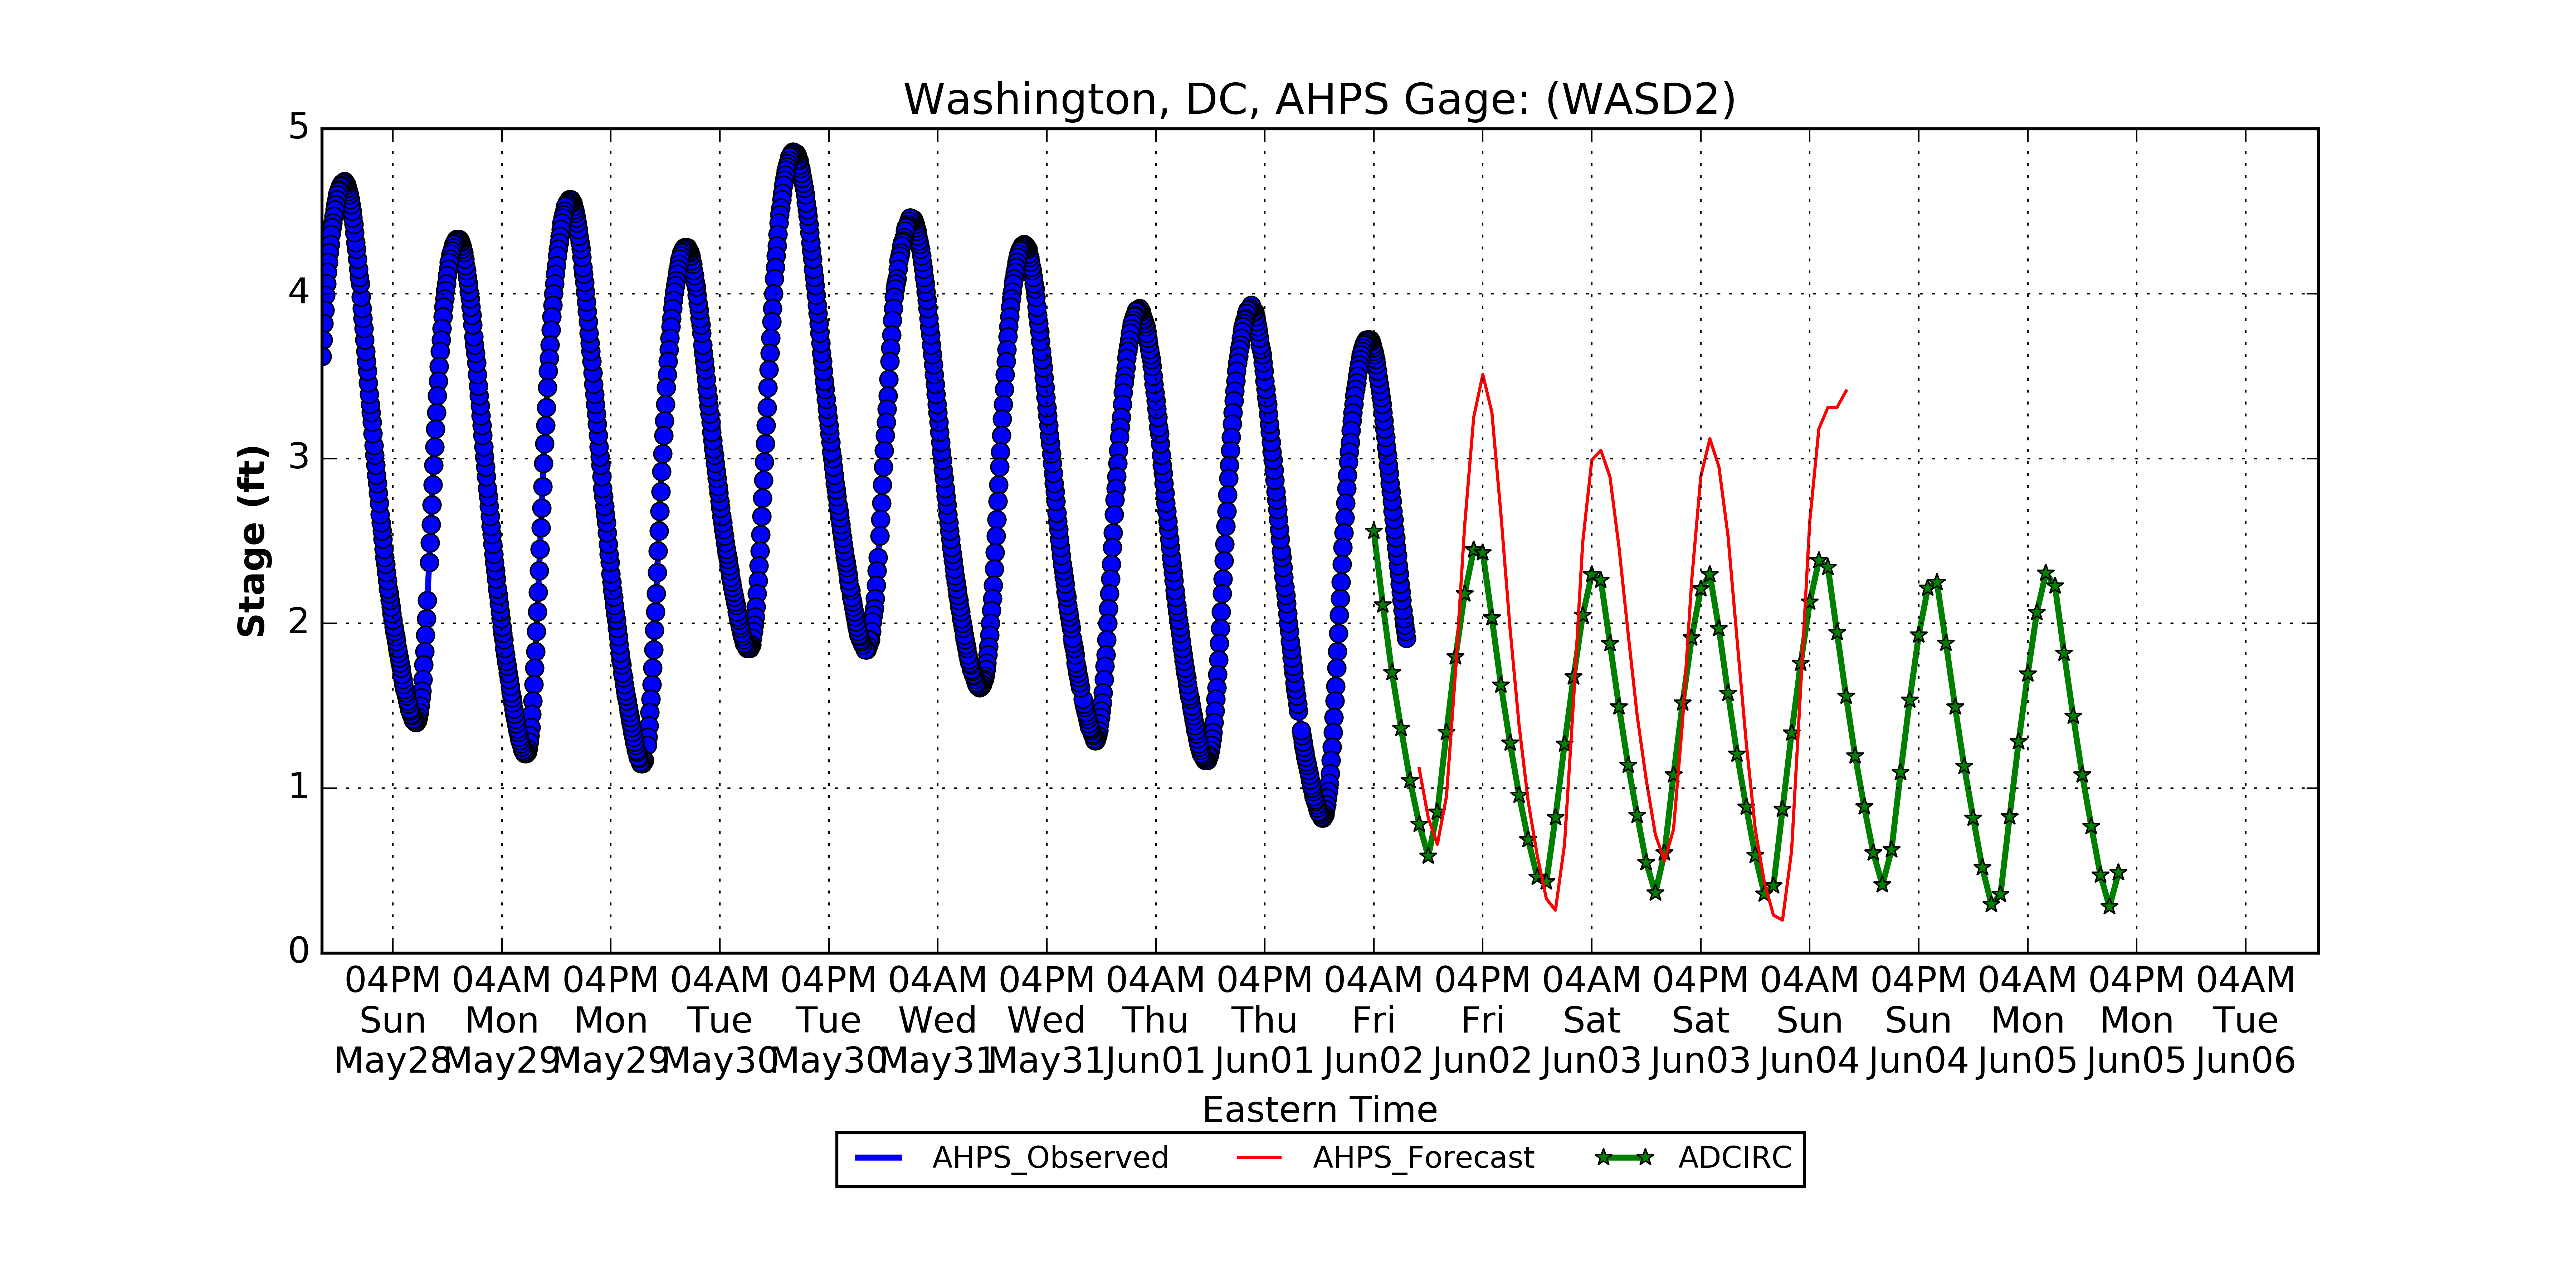 Washington, DC, AHPS Gage: (WASD2)
5
4
3
2
1
0
Stage (ft)
04PM 04AM 04PM 04AM 04PM 04AM 04PM 04AM 04PM 04AM 04PM 04AM 04PM 04AM 04PM 04AM 04PM 04AM
Sun Mon Mon Tue Tue Wed Wed Thu Thu Fri Fri Sat Sat Sun Sun Mon Mon Tue
May28 May29 May29 May30 May30 May31 May31 Jun01 Jun01 Jun02 Jun02 Jun03 Jun03 Jun04 Jun04 Jun05 Jun05 Jun06
Eastern Time
AHPS_Observed AHPS_Forecast ADCIRC